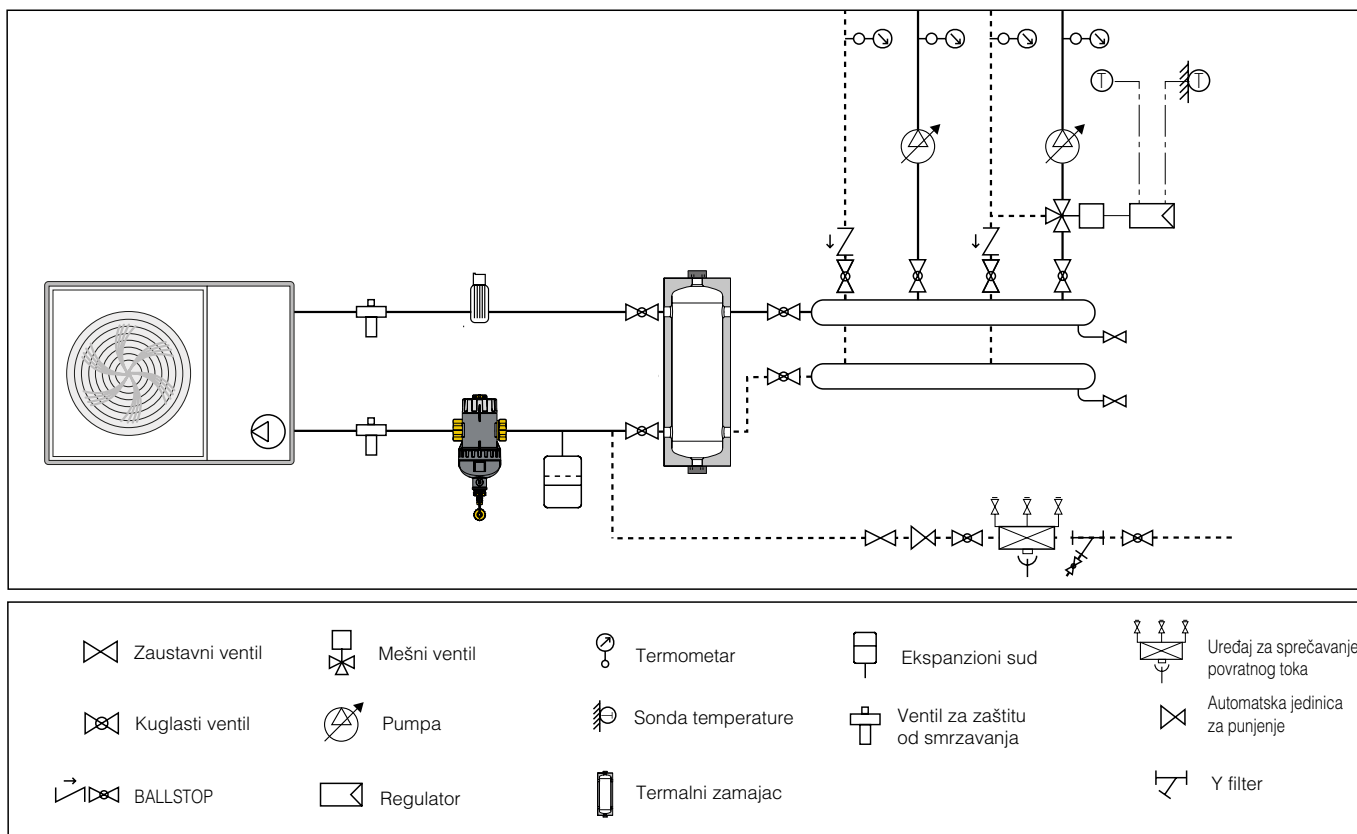 T
T
Zaustavni ventil
Mešni ventil
Termometar
Ekspanzioni sud
Uređaj za sprečavanje
povratnog toka
Kuglasti ventil
Pumpa
Sonda temperature
Ventil za zaštitu
od smrzavanja
Automatska jedinica
za punjenje
BALLSTOP
Regulator
Termalni zamajac
Y filter